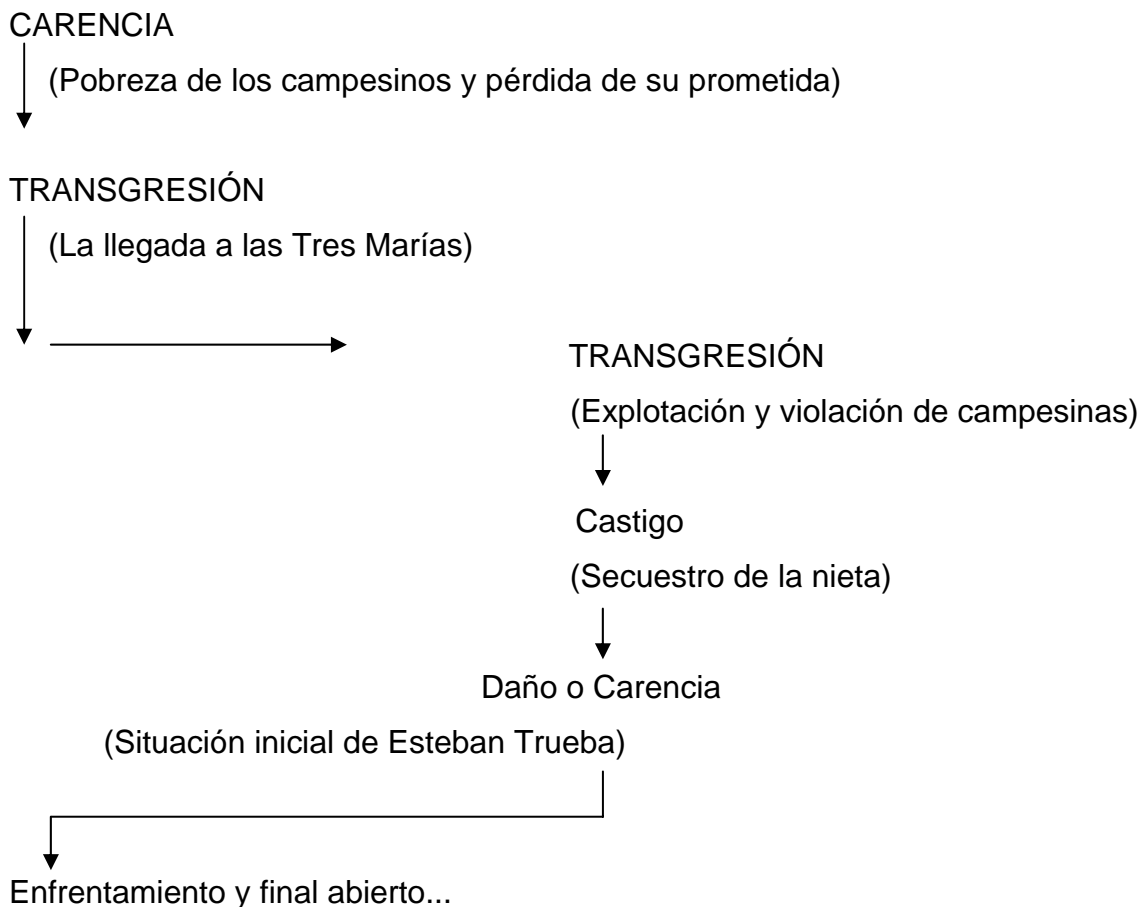 CARENCIA
(Pobreza de los campesinos y pérdida de su prometida)
TRANSGRESIÓN
(La llegada a las Tres Marías)
TRANSGRESIÓN
(Explotación y violación de campesinas)
Castigo
(Secuestro de la nieta)
Daño o Carencia
(Situación inicial de Esteban Trueba)
Enfrentamiento y final abierto...